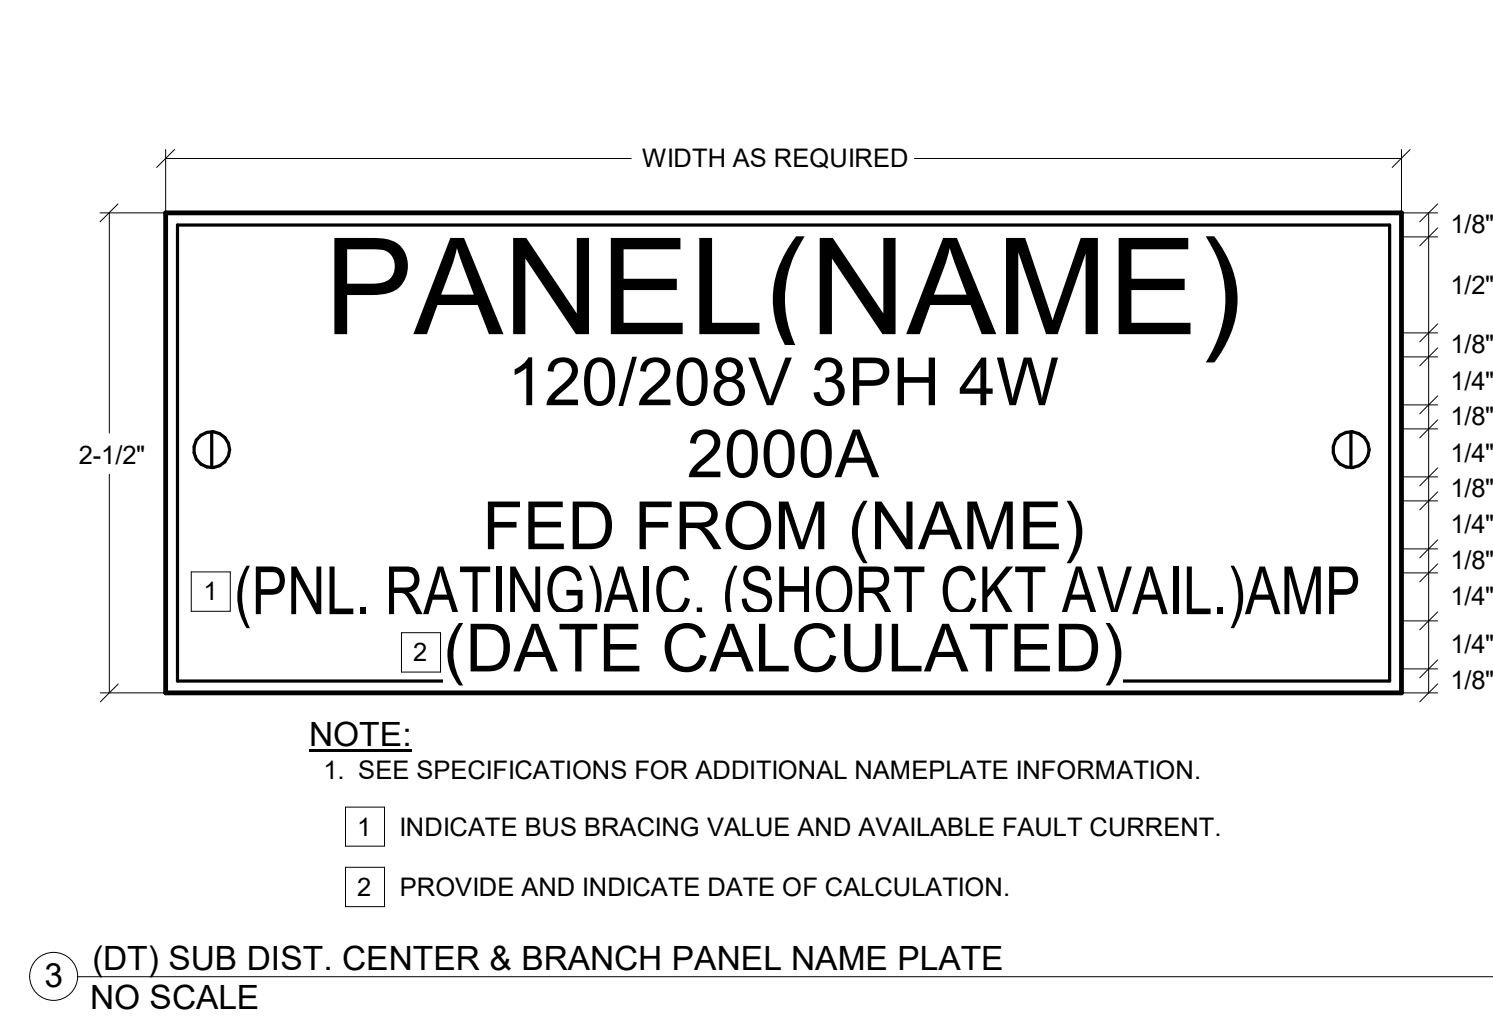 WIDTH AS REQUIRED
1/8"
PANEL(NAME)
1/2"
1/8"
120/208V 3PH 4W
1/4"
1/8"
2-1/2"
2000A
1/4"
1/8"
FED FROM (NAME)
1/4"
1/8"
1 (PNL. RATING)AIC. (SHORT CKT AVAIL.)AMP
1/4"
2 (DATE CALCULATED)
1/4"
1/8"
NOTE:
1. SEE SPECIFICATIONS FOR ADDITIONAL NAMEPLATE INFORMATION.
1 INDICATE BUS BRACING VALUE AND AVAILABLE FAULT CURRENT.
2 PROVIDE AND INDICATE DATE OF CALCULATION.
3 (DT) SUB DIST. CENTER & BRANCH PANEL NAME PLATE
NO SCALE